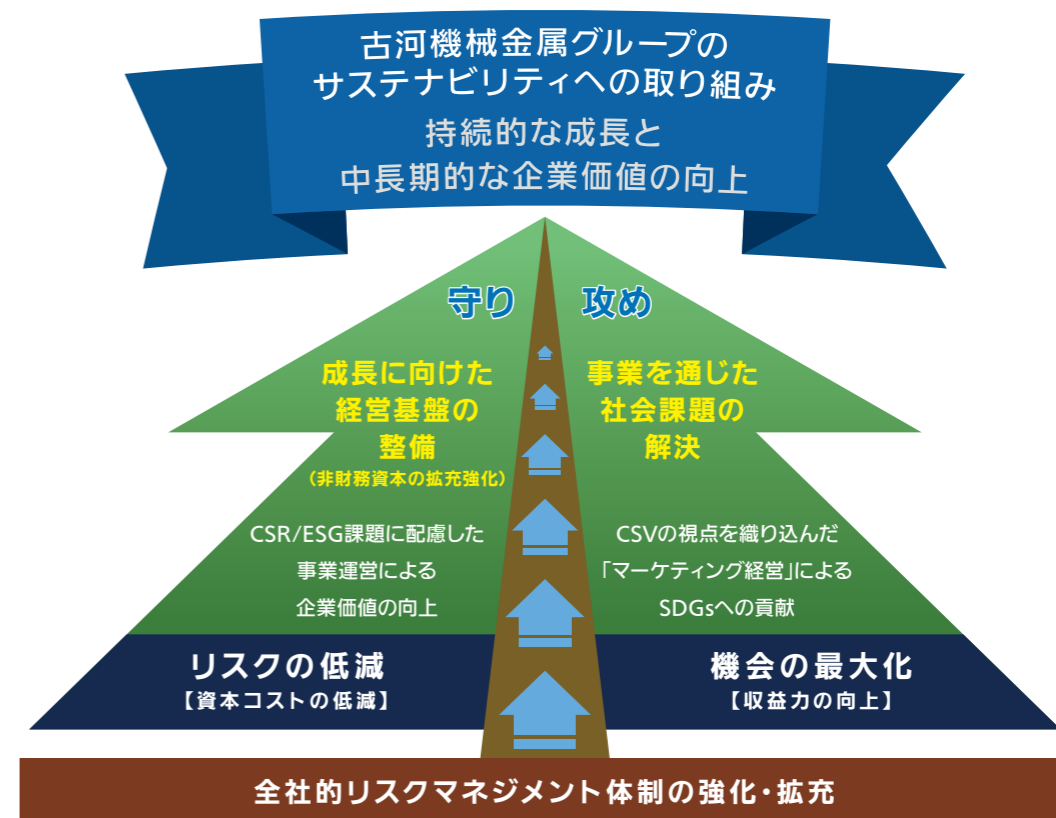 古河機械金属グループの
サステナビリティへの取り組み
持続的な成長と
中長期的な企業価値の向上
守り
攻め
成長に向けた
経営基盤の
整備
（非財務資本の拡充強化）
事業を通じた
社会課題の
解決
CSR/ESG課題に配慮した
事業運営による
企業価値の向上
CSVの視点を織り込んだ
「マーケティング経営」による
SDGsへの貢献
リスクの低減
【資本コストの低減】
機会の最大化
【収益力の向上】
全社的リスクマネジメント体制の強化・拡充